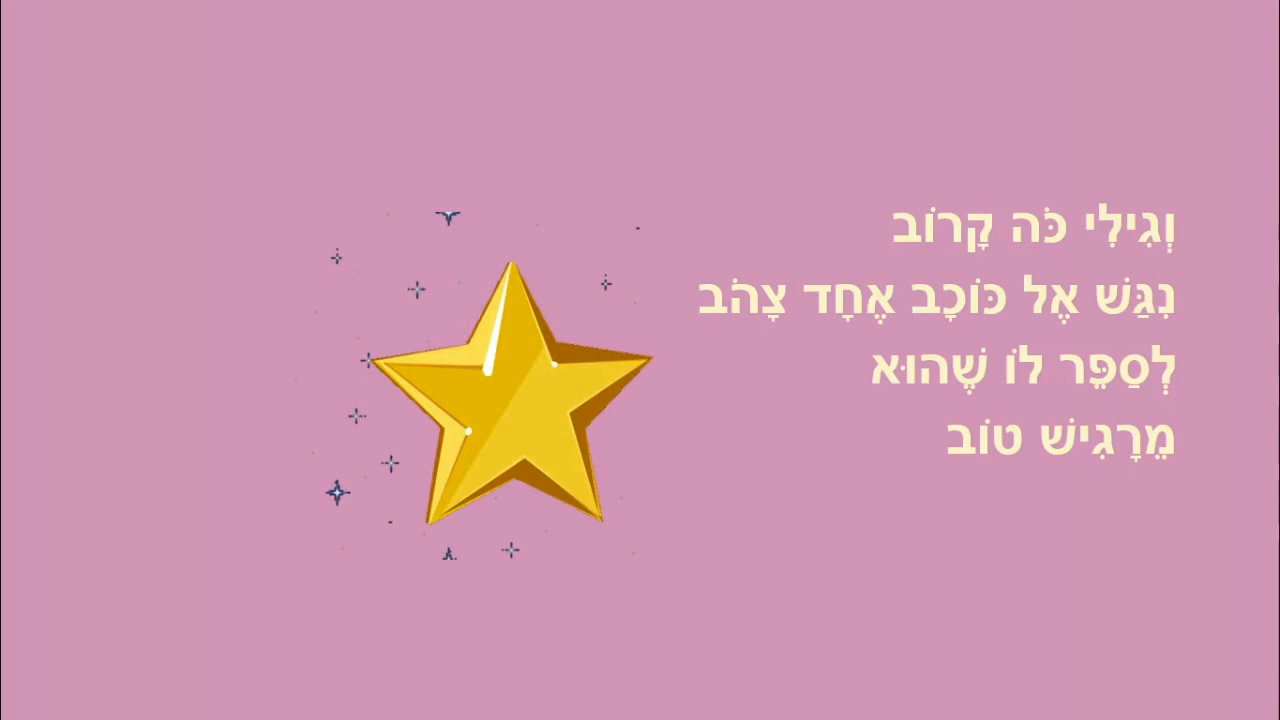 וְגִילִי כֹּה קָרוֹב
נִגַּשׁ אֶל כּוֹכָב אֶחָד צָהֹב
לְסַפֵּר לוֹ שֶׁהוּא
מֵרָגִישׁ טוֹב